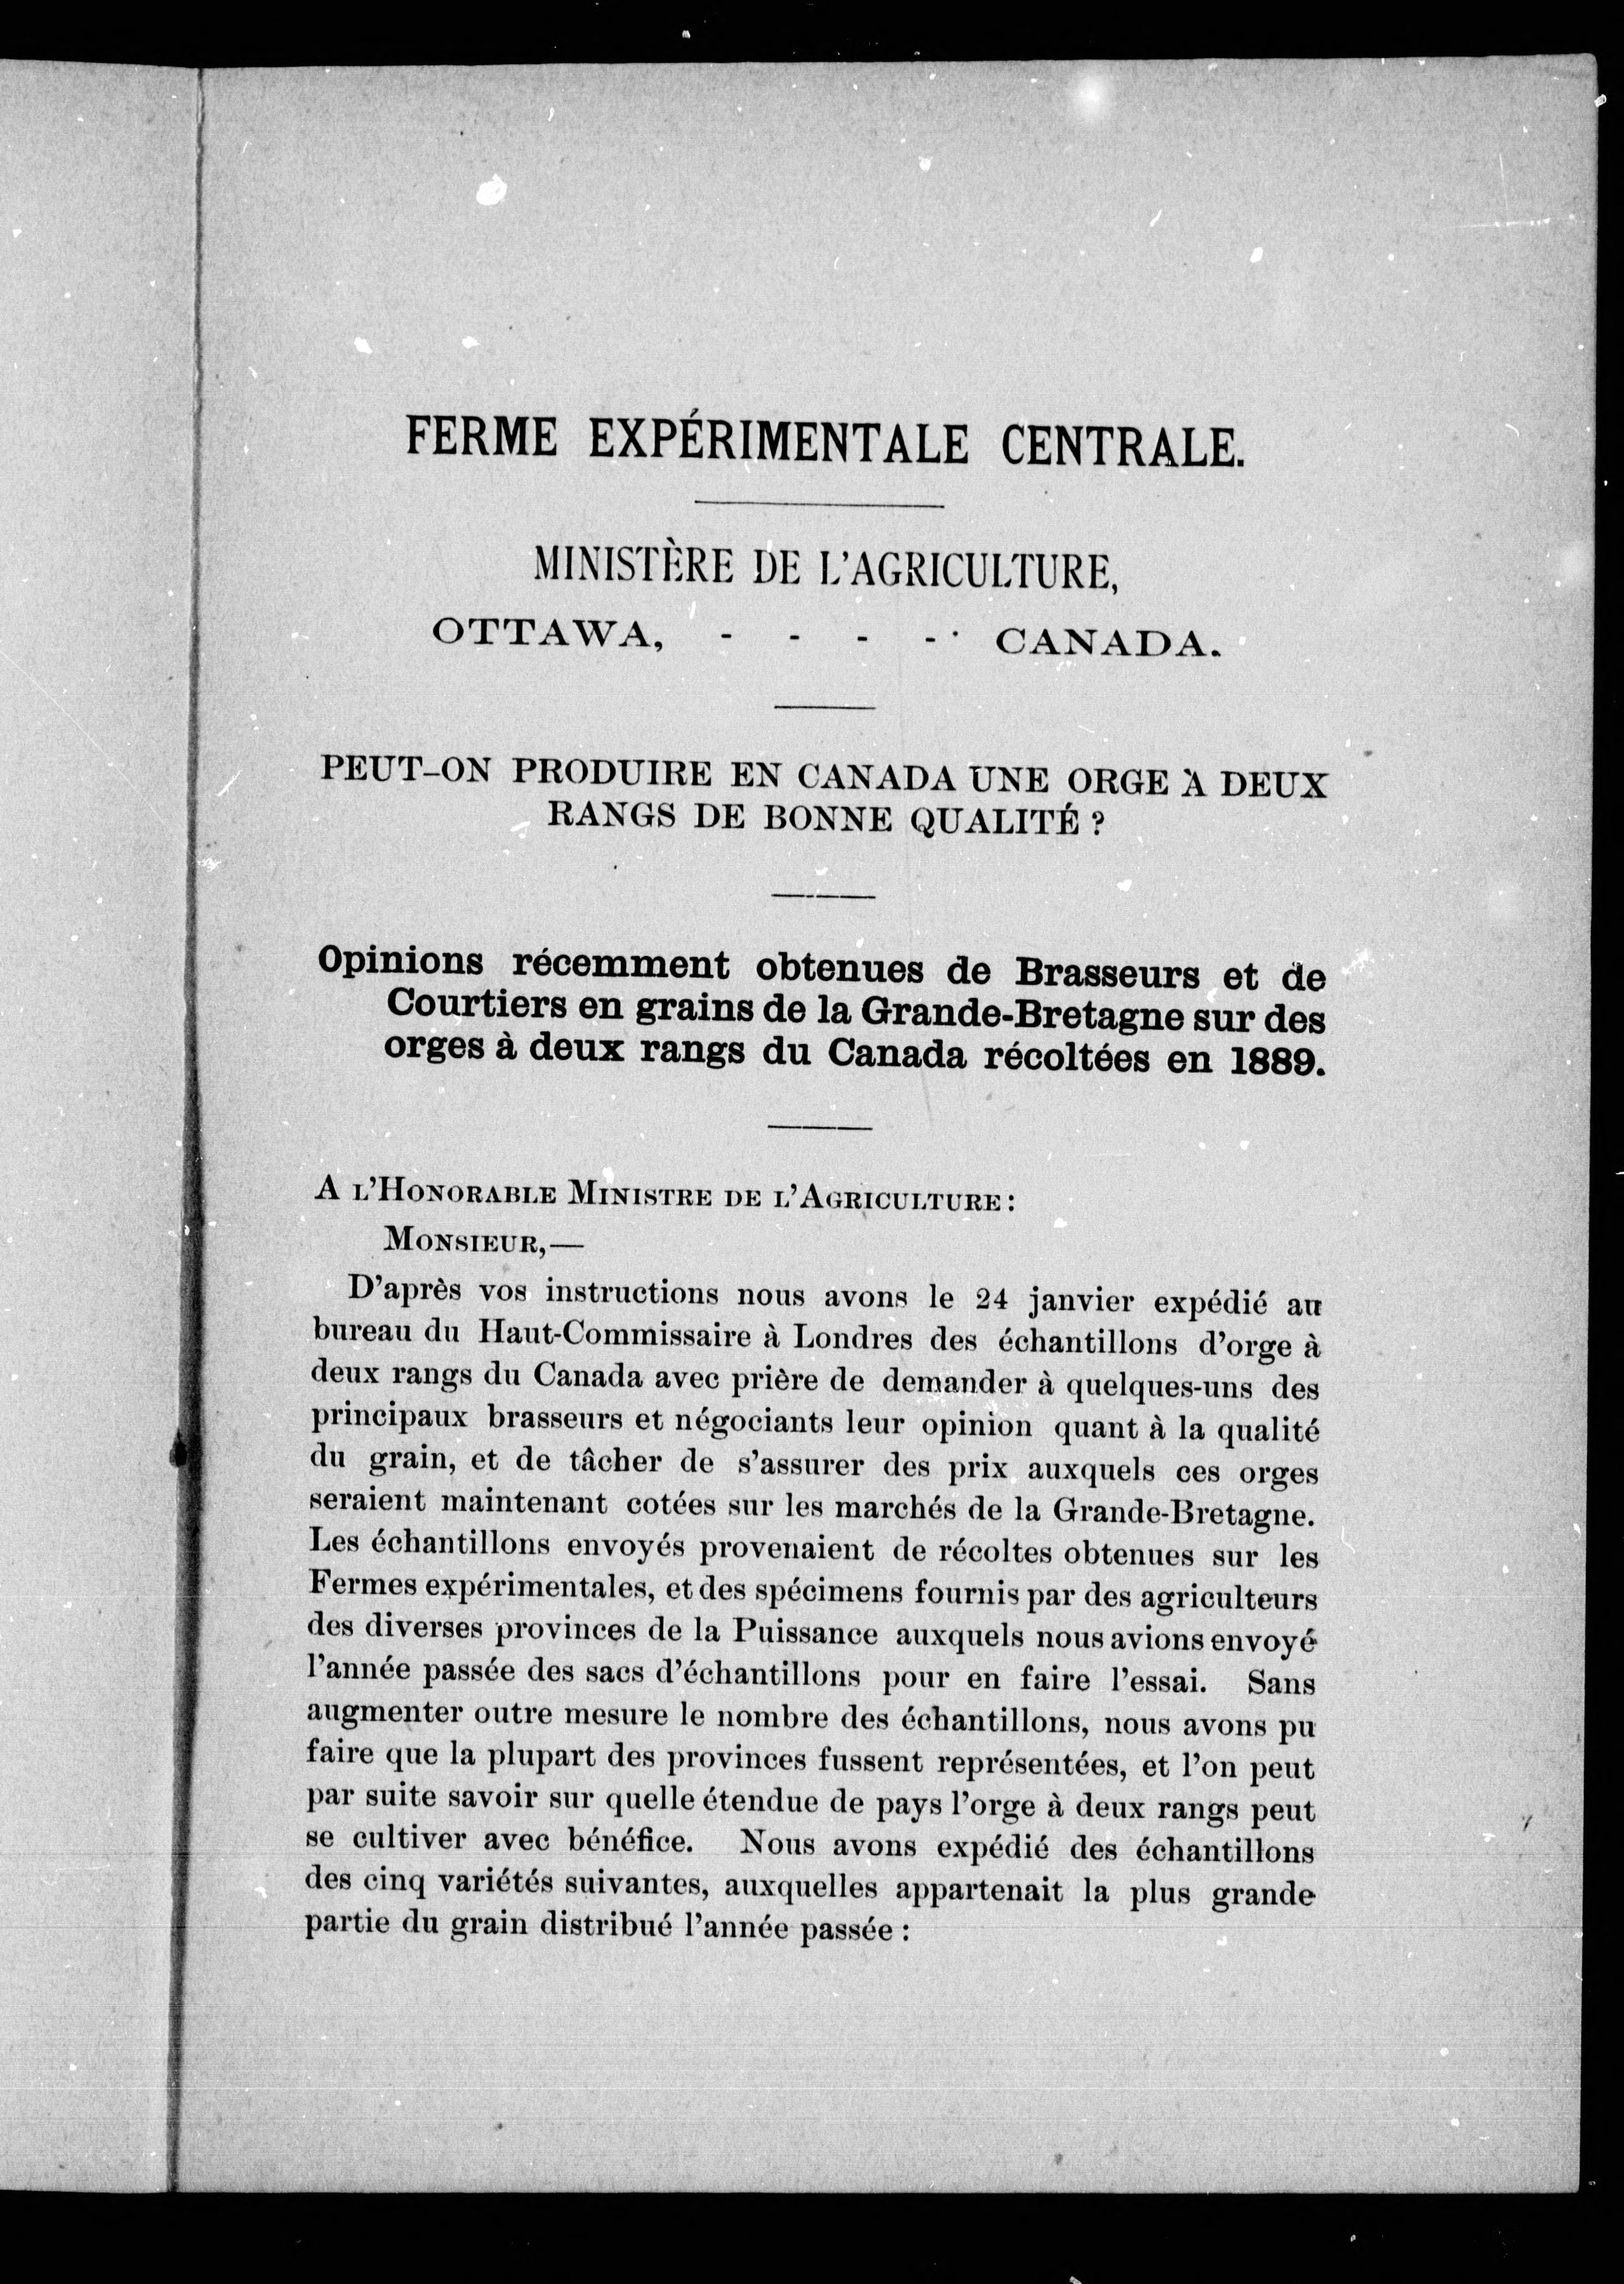 FERME EXPÉRIMENTALE CENTRALE.
MINISTÈRE DE L'AGRICULTURE,
OTTAWA, - - - - CANADA.
PEUT-ON PRODUIRE EN CANADA UNE ORGE À DEUX
RANGS DE BONNE QUALITÉ ?
Opinions récemment obtenues de Brasseurs et de
Courtiers en grains de la Grande-Bretagne sur des
orges à deux rangs du Canada récoltées en 1889.
A L'HONORABLE MINISTRE DE L'AGRICULTURE :
MONSIEUR,—
D'après vos instructions nous avons le 24 janvier expédié au
bureau du Haut-Commissaire à Londres des échantillons d'orge à
deux rangs du Canada avec prière de demander à quelques-uns des
principaux brasseurs et négociants leur opinion quant à la qualité
du grain, et de tâcher de s'assurer des prix auxquels ces orges
seraient maintenant cotées sur les marchés de la Grande-Bretagne.
Les échantillons envoyés provenaient de récoltes obtenues sur les
Fermes expérimentales, et des spécimens fournis par des agriculteurs
des diverses provinces de la Puissance auxquels nous avions envoyé
l'année passée des sacs d'échantillons pour en faire l'essai. Sans
augmenter outre mesure le nombre des échantillons, nous avons pu
faire que la plupart des provinces fussent représentées, et l'on peut
par suite savoir sur quelle étendue de pays l'orge à deux rangs peut
se cultiver avec bénéfice. Nous avons expédié des échantillons
des cinq variétés suivantes, auxquelles appartenait la plus grande
partie du grain distribué l'année passée :